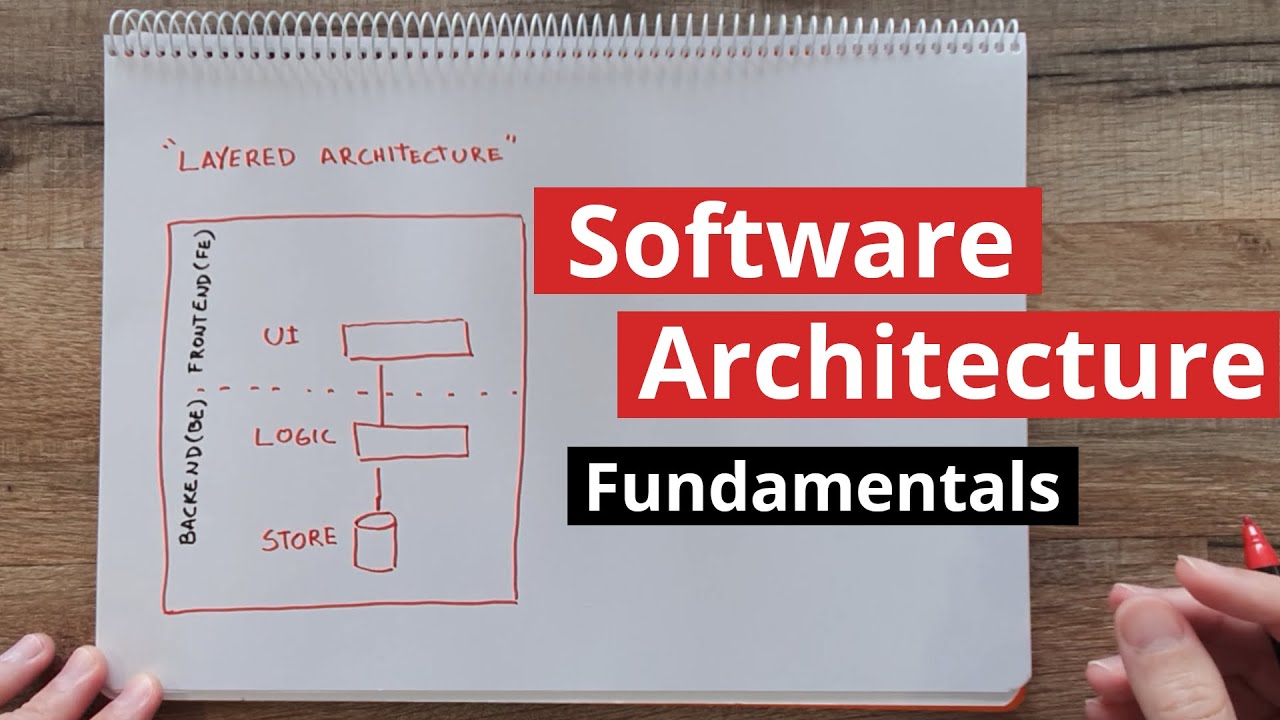 "LAYERED ARCHITECTURE"
BACKEND(BE), FRONTEND(FE)
UI
LOGIC
STORE
Software
Architecture
Fundamentals